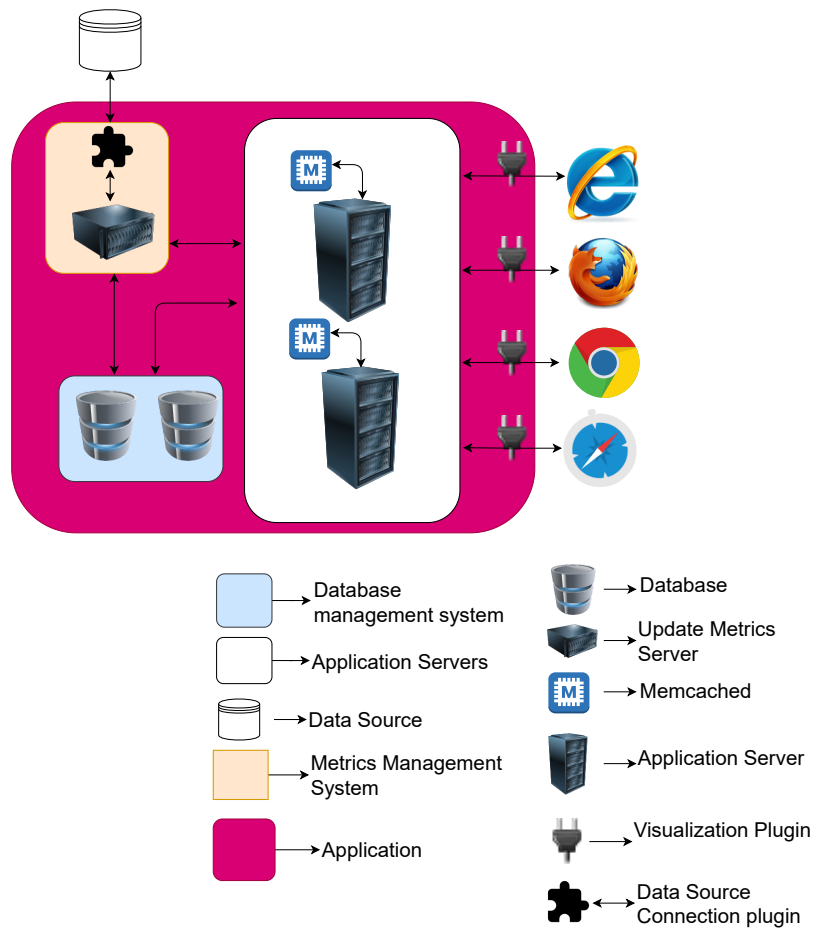 M
M
Database
management system
Application Servers
Data Source
Metrics Management
System
Application
Database
Update Metrics
Server
M
Memcached
Application Server
Visualization Plugin
Data Source
Connection plugin